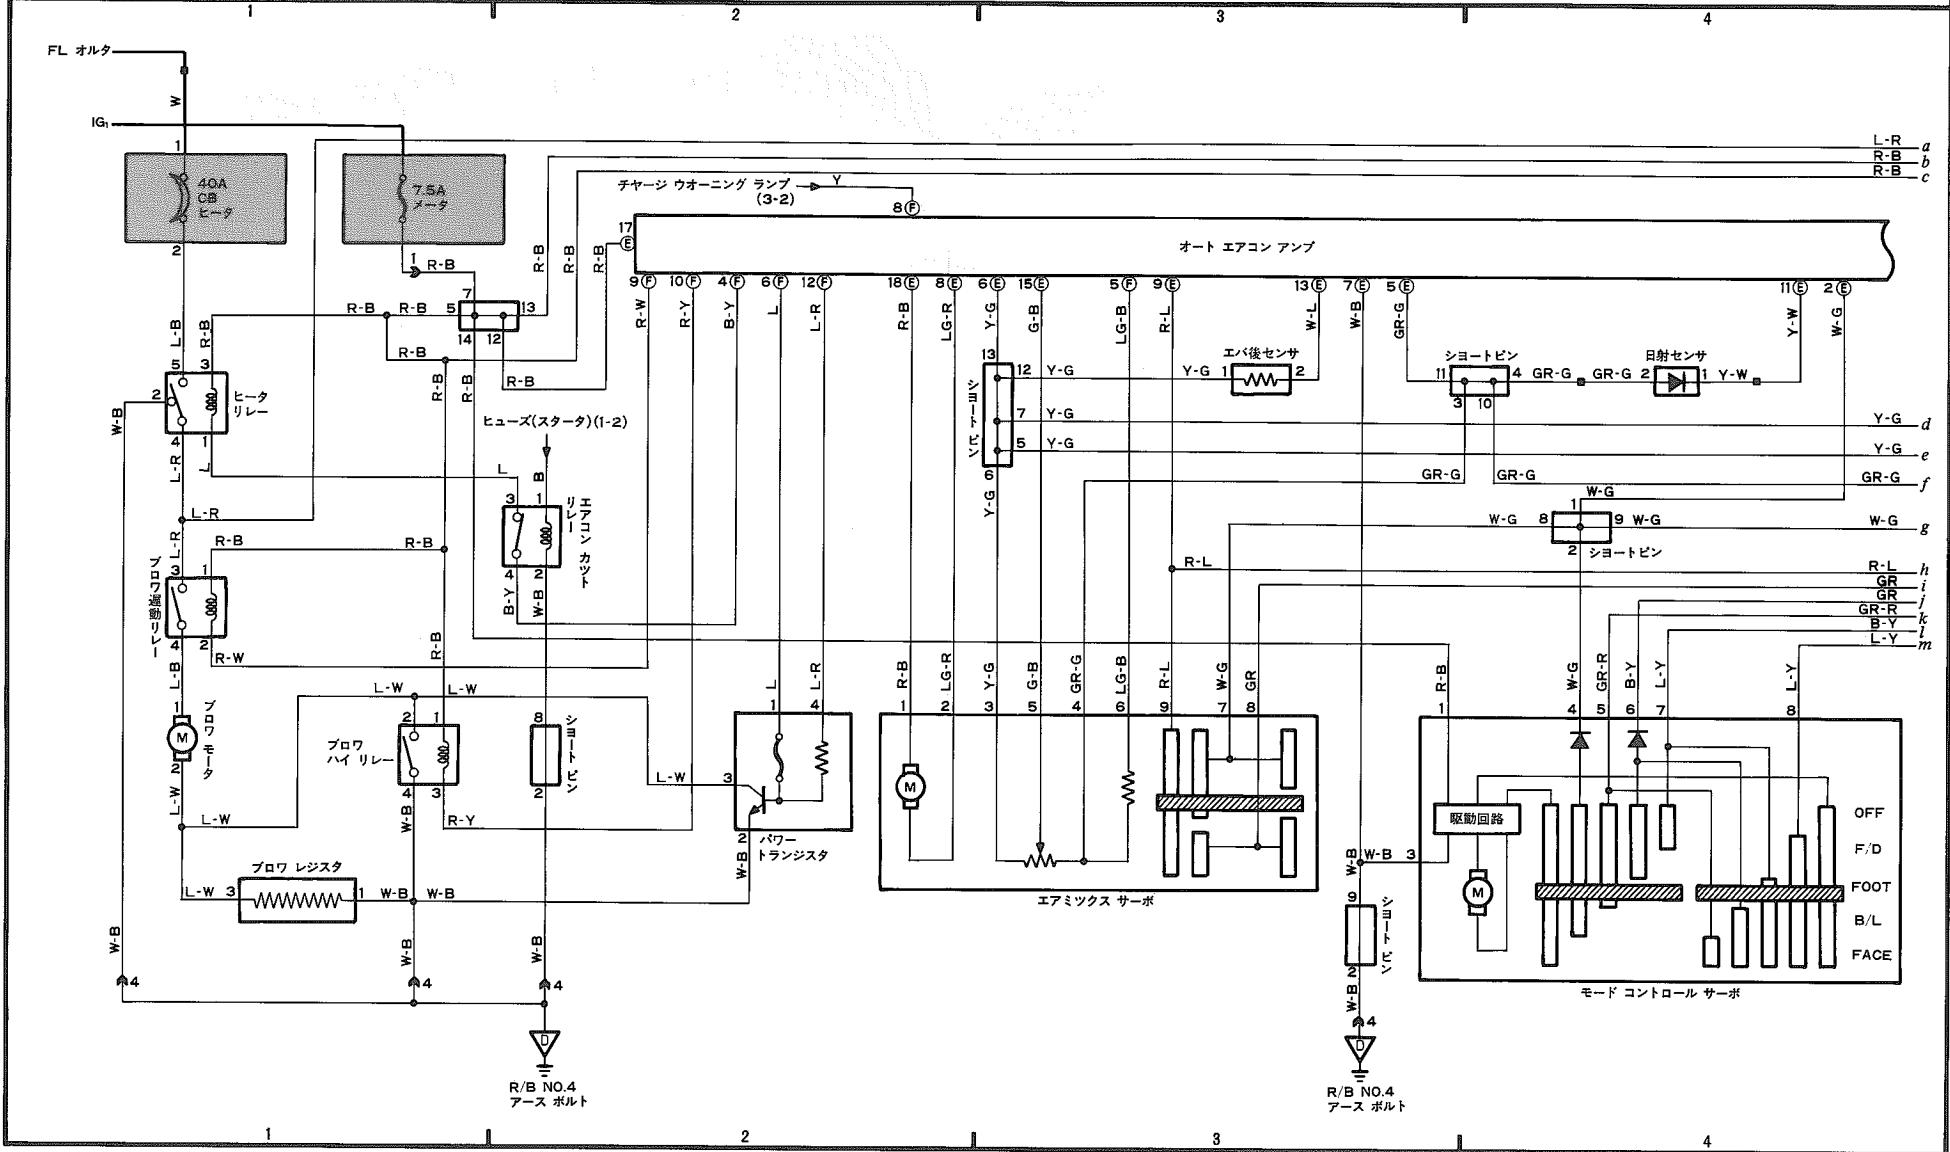 1
2
3
4
FL オルタ
W
IG₁
1
40A
CB
ヒータ
2
7.5A
メータ
1
R-B
チャージ ウオーニング ランプ
(3-2)
Y
8 F
L-R a
R-B b
R-B c
17
E
オート エアコン アンプ
R-B
R-B
R-B
9 F
10 F
4 F
6 F
12 F
18 E
8 E
6 E
15 E
5 F
9 E
13 E
7 E
5 E
11 E
2 E
R-W
R-Y
B-Y
L
L-R
R-B
LG-R
Y-G
G-B
LG-B
R-L
W-L
W-B
GR-G
Y-W
W-G
7
R-B
R-B
5
13
14
12
R-B
R-B
L-B
R-B
R-B
R-B
5
3
2
4
1
ヒータ
リレー
W-B
L-R
L
13
12
Y-G
7
Y-G
5
Y-G
6
Y-G
シヨート ピン
Y-G
エバ後センサ
1
2
シヨートピン
11
4
3
10
GR-G
GR-G
日射センサ
2
1
Y-W
Y-G d
Y-G e
GR-G
GR-G
GR-G f
ヒューズ(スタータ)(1-2)
L
B
3
1
4
2
エアコン カツト
リレー
L-R
L-R
R-B
R-B
B-Y
W-B
W-G
1
W-G
8
9
W-G
2
シヨートピン
W-G g
R-L
R-L h
GR i
GR j
GR-R k
B-Y l
L-Y m
3
1
4
2
ブロワ還動リレー
R-W
R-B
L-B
1
M
2
ブロワ モータ
L-W
L-W
L-W
2
1
4
3
ブロワ
ハイ リレー
8
2
シヨート ピン
L-W
L-W
W-B
R-Y
L-W
L
L-R
1
4
3
2
パワー
トランジスタ
W-B
ブロワ レジスタ
L-W
3
1
W-B
W-B
R-B
LG-R
Y-G
G-B
GR-G
LG-B
R-L
W-G
GR
1
2
3
5
4
6
9
7
8
M
エアミックス サーボ
R-B
W-G
GR-R
B-Y
L-Y
L-Y
1
4
5
6
7
8
駆動回路
M
OFF
F/D
FOOT
B/L
FACE
モード コントロール サーボ
W-B
W-B
3
9
2
シヨート ピン
W-B
4
D
R/B NO.4
アース ボルト
W-B
4
W-B
4
W-B
4
D
R/B NO.4
アース ボルト
1
2
3
4